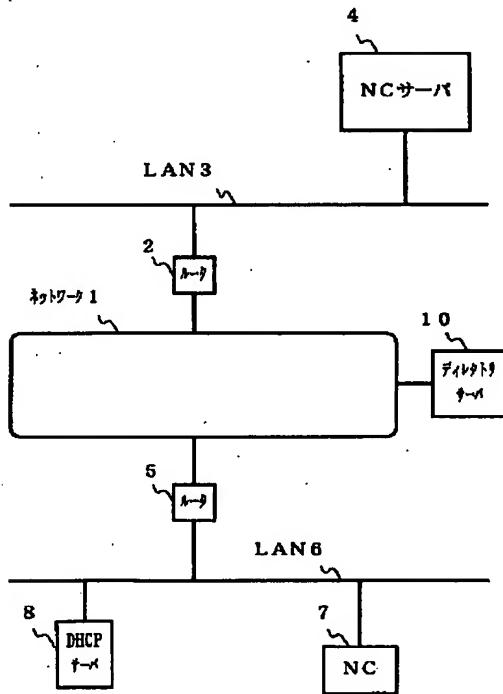 4
NCサーバ
LAN3
2
ルータ
ネットワーク1
10
ディレクトリ
サーバ
5
ルータ
LAN6
8
DHCP
サーバ
7
NC